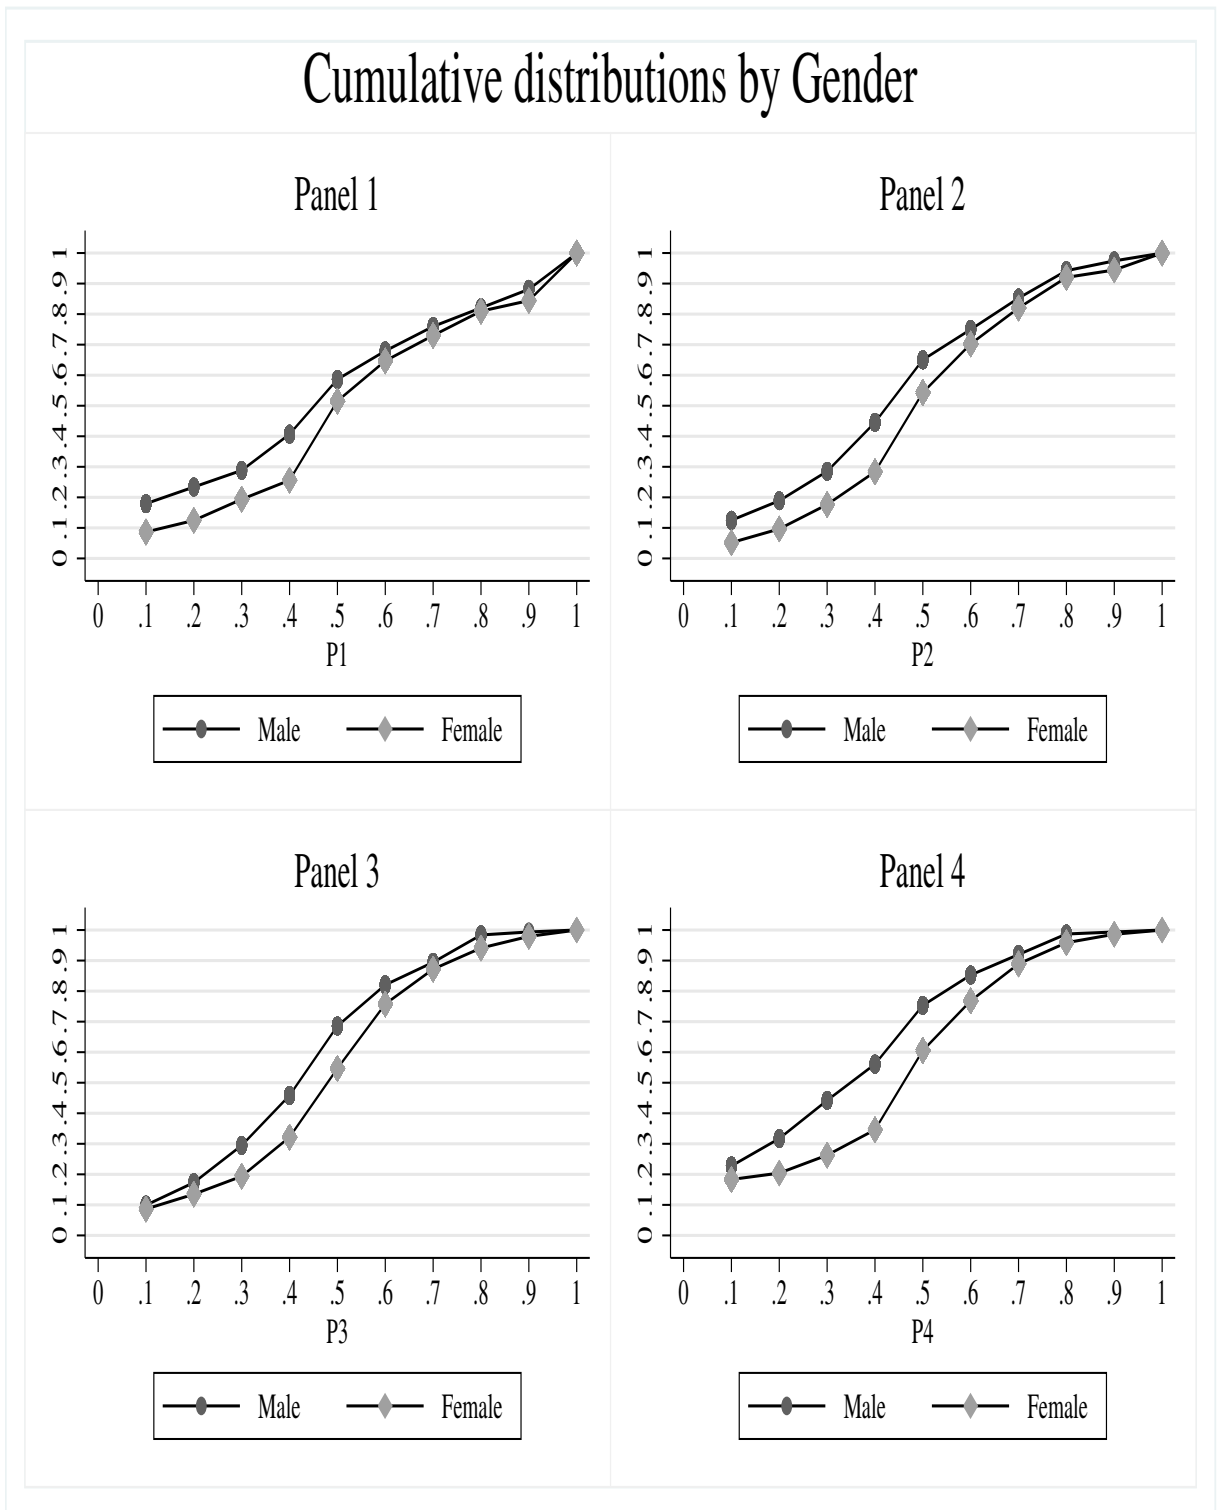 Cumulative distributions by Gender
Panel 1
0 .1 .2 .3 .4 .5 .6 .7 .8 .9 1
0 .1 .2 .3 .4 .5 .6 .7 .8 .9 1
P1
Male Female
Panel 2
0 .1 .2 .3 .4 .5 .6 .7 .8 .9 1
0 .1 .2 .3 .4 .5 .6 .7 .8 .9 1
P2
Male Female
Panel 3
0 .1 .2 .3 .4 .5 .6 .7 .8 .9 1
0 .1 .2 .3 .4 .5 .6 .7 .8 .9 1
P3
Male Female
Panel 4
0 .1 .2 .3 .4 .5 .6 .7 .8 .9 1
0 .1 .2 .3 .4 .5 .6 .7 .8 .9 1
P4
Male Female